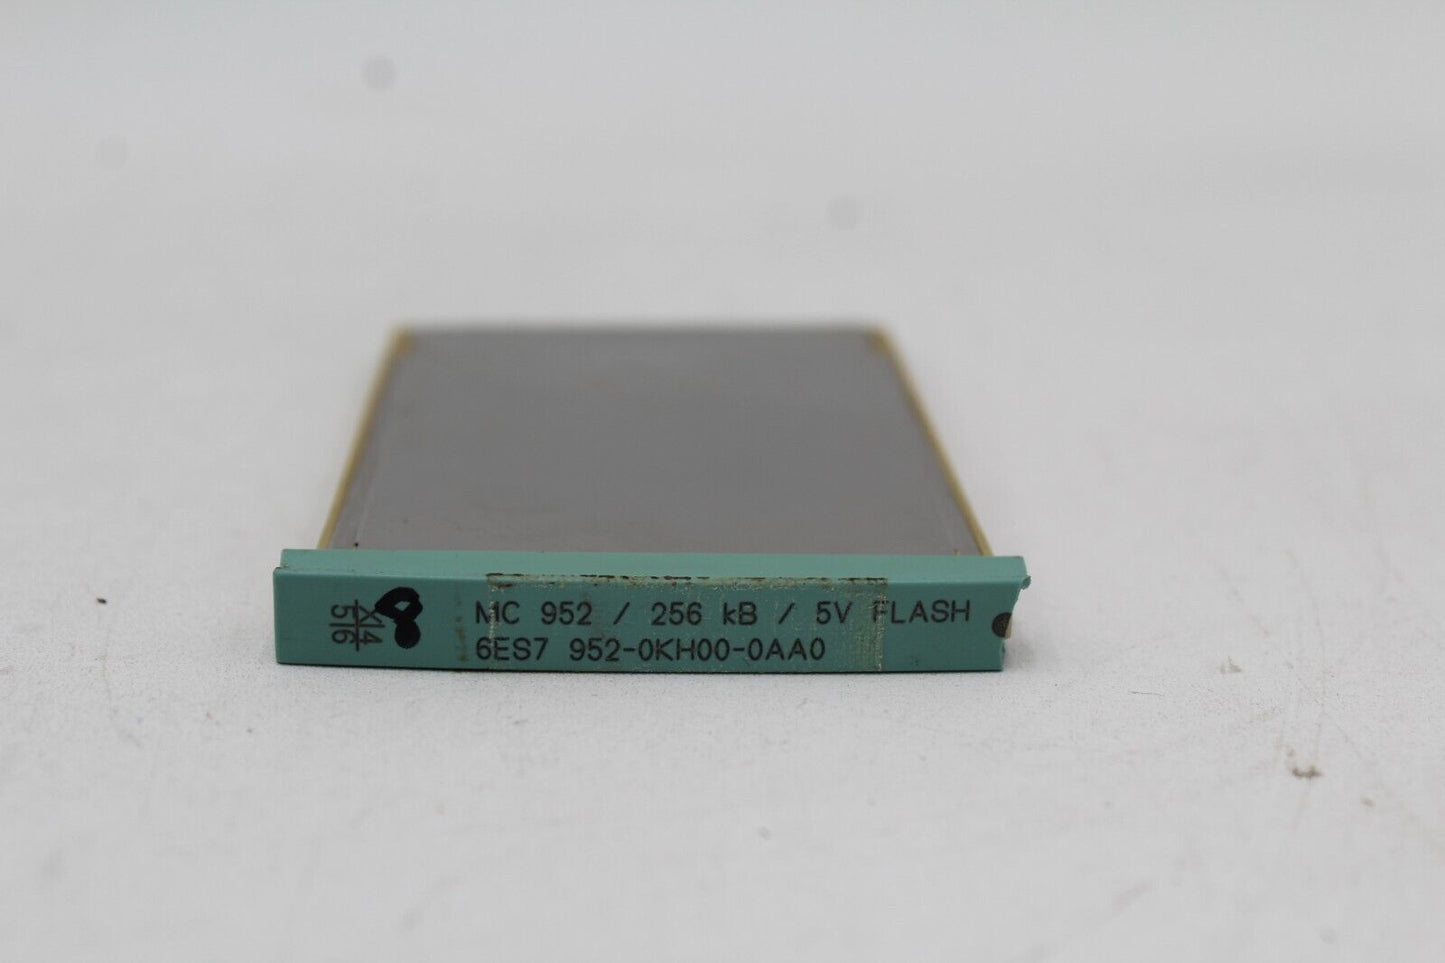 MC 952 / 256 kB / 5V FLASH
6ES7 952-0KH00-0AA0